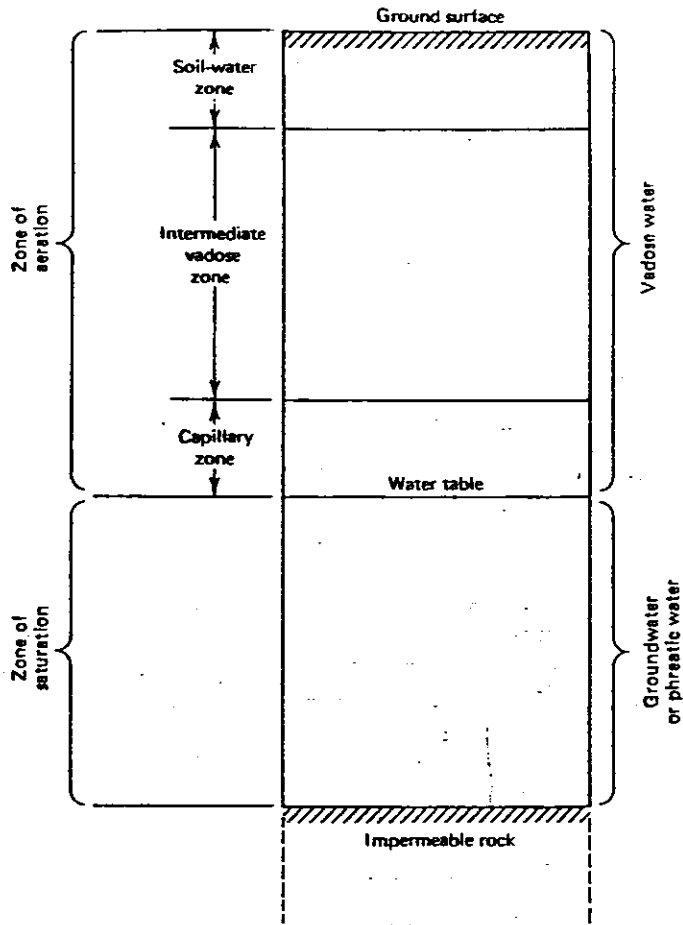 Ground surface
Soil-water
zone
Zone of
aeration
Intermediate
vadose
zone
Vadose water
Capillary
zone
Water table
Zone of
saturation
Groundwater
or phreatic water
Impermeable rock